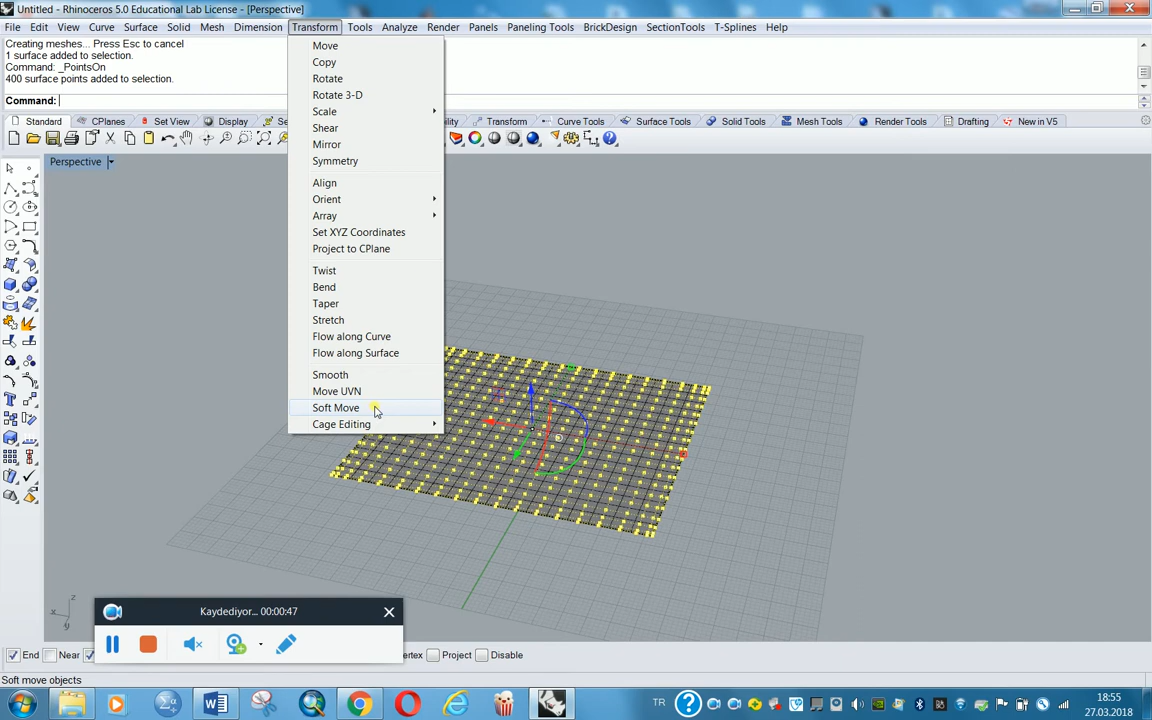 Untitled - Rhinoceros 5.0 Educational Lab License - [Perspective]
File Edit View Curve Surface Solid Mesh Dimension Transform Tools Analyze Render Panels Paneling Tools BrickDesign SectionTools T-Splines Help
Creating meshes... Press Esc to cancel
1 surface added to selection.
Command: _PointsOn
400 surface points added to selection.
Command:
Standard CPlanes Set View Display Transform Curve Tools Surface Tools Solid Tools Mesh Tools Render Tools Drafting New in V5
Perspective
Move
Copy
Rotate
Rotate 3-D
Scale
Shear
Mirror
Symmetry
Align
Orient
Array
Set XYZ Coordinates
Project to CPlane
Twist
Bend
Taper
Stretch
Flow along Curve
Flow along Surface
Smooth
Move UVN
Soft Move
Cage Editing
z
x
y
Kaydediyor... 00:00:47
End Near Project Disable
Soft move objects
TR
18:55
27.03.2018